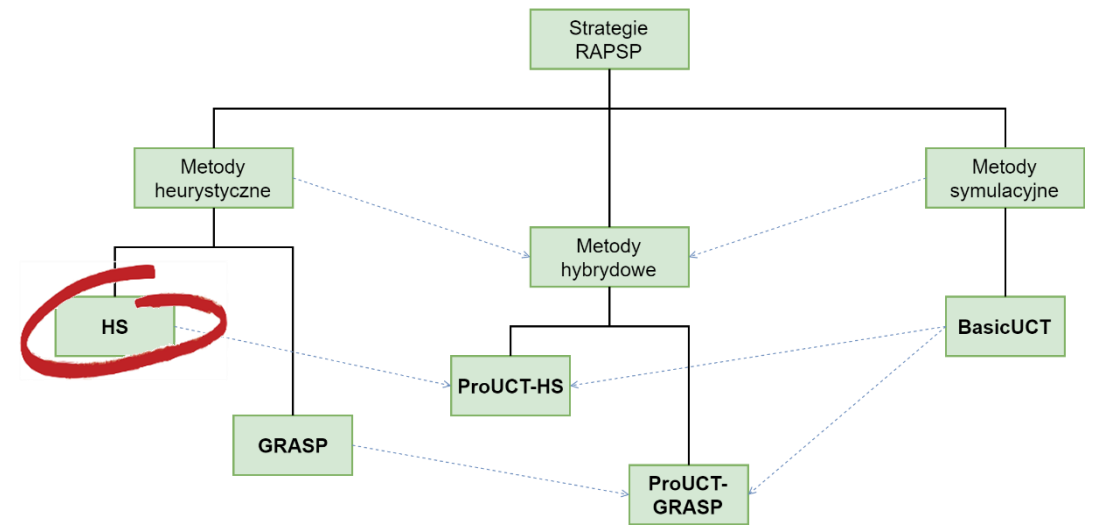 Strategie
RAPSP
Metody
heurystyczne
Metody
symulacyjne
Metody
hybrydowe
HS
BasicUCT
ProUCT-HS
GRASP
ProUCT-
GRASP